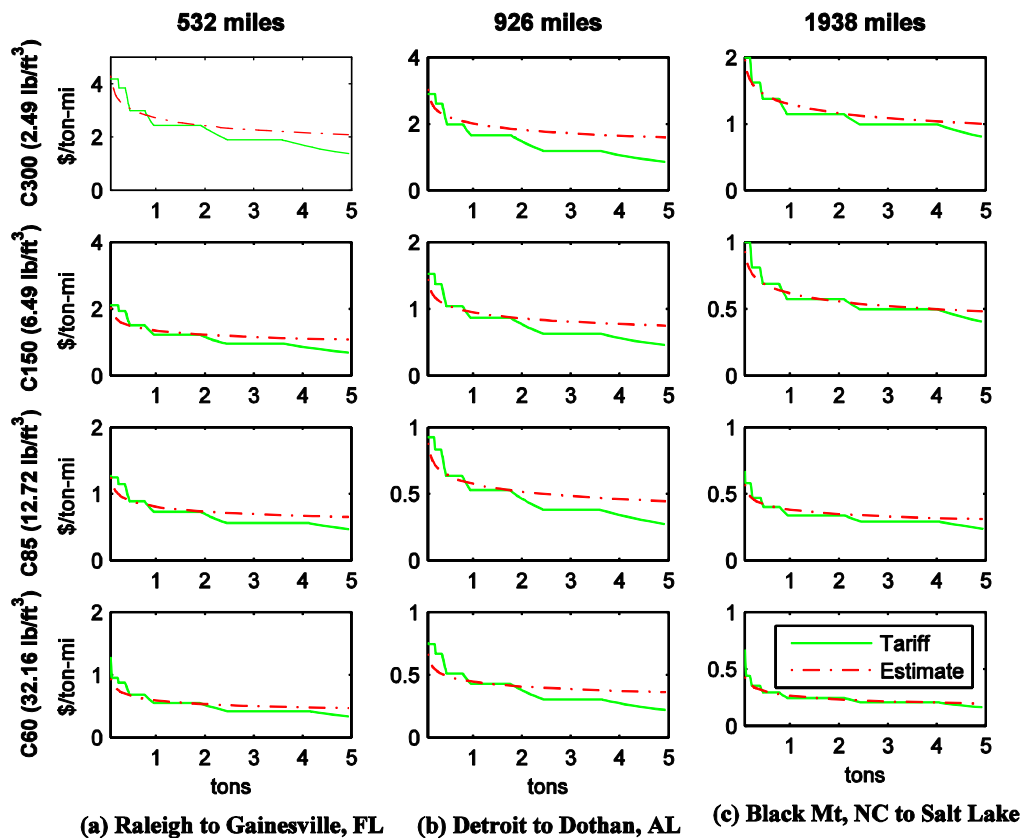 532 miles
926 miles
1938 miles
C300 (2.49 lb/ft³)
$/ton-mi
4
2
0
1 2 3 4 5
4
3
2
1
0
1 2 3 4 5
2
1
0
1 2 3 4 5
C150 (6.49 lb/ft³)
$/ton-mi
4
2
0
1 2 3 4 5
2
1
0
1 2 3 4 5
1
0.5
0
1 2 3 4 5
C85 (12.72 lb/ft³)
$/ton-mi
2
1
0
1 2 3 4 5
1
0.5
0
1 2 3 4 5
1
0.5
0
1 2 3 4 5
C60 (32.16 lb/ft³)
$/ton-mi
2
1
0
1 2 3 4 5
tons
1
0.5
0
1 2 3 4 5
tons
1
0.5
0
1 2 3 4 5
tons
Tariff
Estimate
(a) Raleigh to Gainesville, FL
(b) Detroit to Dothan, AL
(c) Black Mt, NC to Salt Lake